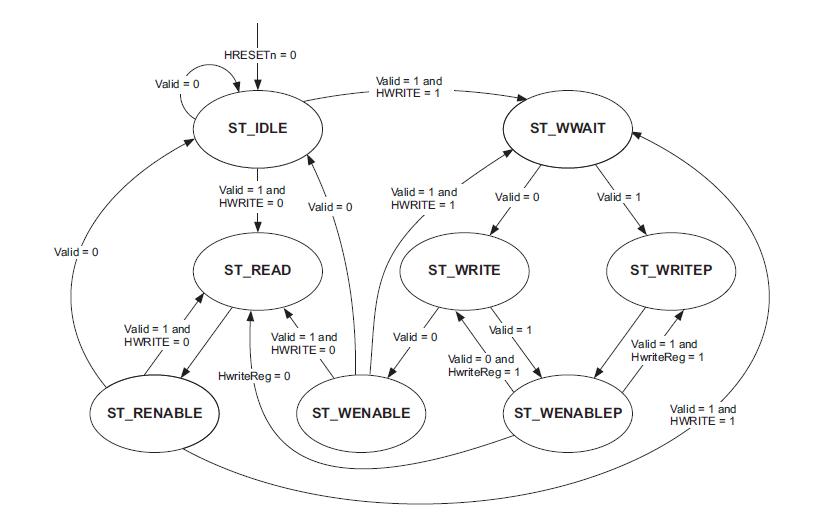 HRESETn = 0
Valid = 0
Valid = 1 and
HWRITE = 1
ST_IDLE
ST_WWAIT
Valid = 1 and
HWRITE = 0
Valid = 0
Valid = 1 and
HWRITE = 1
Valid = 0
Valid = 1
Valid = 0
ST_READ
ST_WRITE
ST_WRITEP
Valid = 1 and
HWRITE = 0
Valid = 1 and
HWRITE = 0
Valid = 0
Valid = 1
Valid = 1 and
HwriteReg = 1
Valid = 0 and
HwriteReg = 1
HwriteReg = 0
ST_RENABLE
ST_WENABLE
ST_WENABLEP
Valid = 1 and
HWRITE = 1